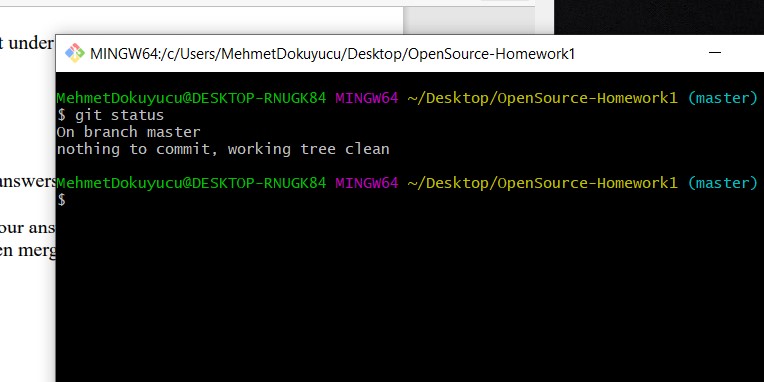 t under
MINGW64:/c/Users/MehmetDokuyucu/Desktop/OpenSource-Homework1
MehmetDokuyucu@DESKTOP-RNUGK84 MINGW64 ~/Desktop/OpenSource-Homework1 (master)
$ git status
On branch master
nothing to commit, working tree clean
answers
MehmetDokuyucu@DESKTOP-RNUGK84 MINGW64 ~/Desktop/OpenSource-Homework1 (master)
$
our ans
en merg